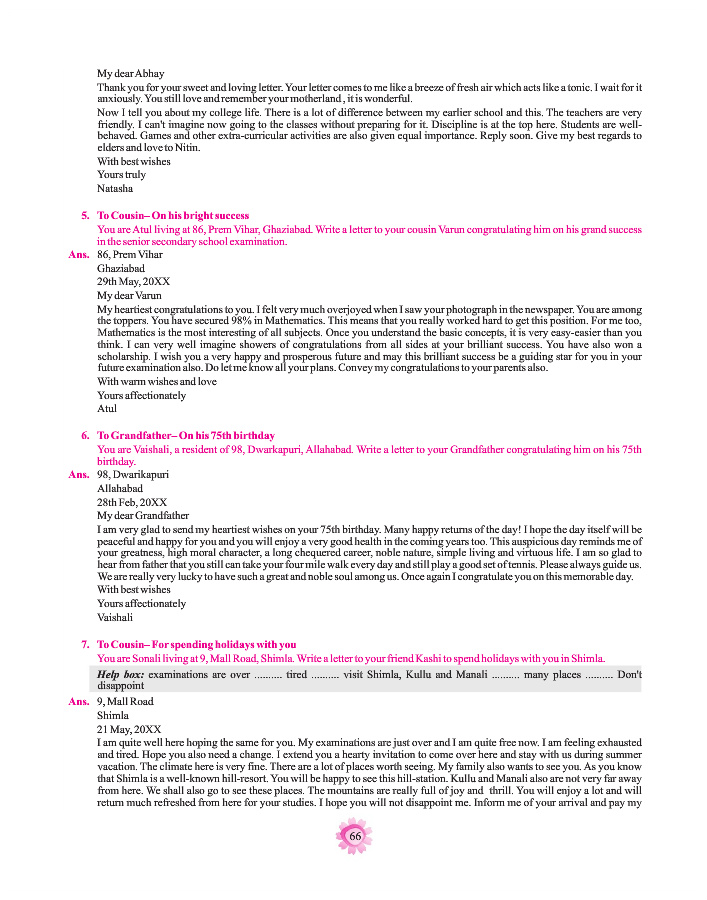 My dear Abhay
Thank you for your sweet and loving letter. Your letter comes to me like a breeze of fresh air which acts like a tonic. I wait for it
anxiously. You still love and remember your motherland , it is wonderful.
Now I tell you about my college life. There is a lot of difference between my earlier school and this. The teachers are very
friendly. I can't imagine now going to the classes without preparing for it. Discipline is at the top here. Students are well-
behaved. Games and other extra-curricular activities are also given equal importance. Reply soon. Give my best regards to
elders and love to Nitin.
With best wishes
Yours truly
Natasha
5. To Cousin– On his bright success
You are Atul living at 86, Prem Vihar, Ghaziabad. Write a letter to your cousin Varun congratulating him on his grand success
in the senior secondary school examination.
Ans. 86, Prem Vihar
Ghaziabad
29th May, 20XX
My dear Varun
My heartiest congratulations to you. I felt very much overjoyed when I saw your photograph in the newspaper. You are among
the toppers. You have secured 98% in Mathematics. This means that you really worked hard to get this position. For me too,
Mathematics is the most interesting of all subjects. Once you understand the basic concepts, it is very easy-easier than you
think. I can very well imagine showers of congratulations from all sides at your brilliant success. You have also won a
scholarship. I wish you a very happy and prosperous future and may this brilliant success be a guiding star for you in your
future examination also. Do let me know all your plans. Convey my congratulations to your parents also.
With warm wishes and love
Yours affectionately
Atul
6. To Grandfather– On his 75th birthday
You are Vaishali, a resident of 98, Dwarkapuri, Allahabad. Write a letter to your Grandfather congratulating him on his 75th
birthday.
Ans. 98, Dwarikapuri
Allahabad
28th Feb, 20XX
My dear Grandfather
I am very glad to send my heartiest wishes on your 75th birthday. Many happy returns of the day! I hope the day itself will be
peaceful and happy for you and you will enjoy a very good health in the coming years too. This auspicious day reminds me of
your greatness, high moral character, a long chequered career, noble nature, simple living and virtuous life. I am so glad to
hear from father that you still can take your four mile walk every day and still play a good set of tennis. Please always guide us.
We are really very lucky to have such a great and noble soul among us. Once again I congratulate you on this memorable day.
With best wishes
Yours affectionately
Vaishali
7. To Cousin– For spending holidays with you
You are Sonali living at 9, Mall Road, Shimla. Write a letter to your friend Kashi to spend holidays with you in Shimla.
Help box: examinations are over .......... tired .......... visit Shimla, Kullu and Manali .......... many places .......... Don't
disappoint
Ans. 9, Mall Road
Shimla
21 May, 20XX
I am quite well here hoping the same for you. My examinations are just over and I am quite free now. I am feeling exhausted
and tired. Hope you also need a change. I extend you a hearty invitation to come over here and stay with us during summer
vacation. The climate here is very fine. There are a lot of places worth seeing. My family also wants to see you. As you know
that Shimla is a well-known hill-resort. You will be happy to see this hill-station. Kullu and Manali also are not very far away
from here. We shall also go to see these places. The mountains are really full of joy and thrill. You will enjoy a lot and will
return much refreshed from here for your studies. I hope you will not disappoint me. Inform me of your arrival and pay my
66